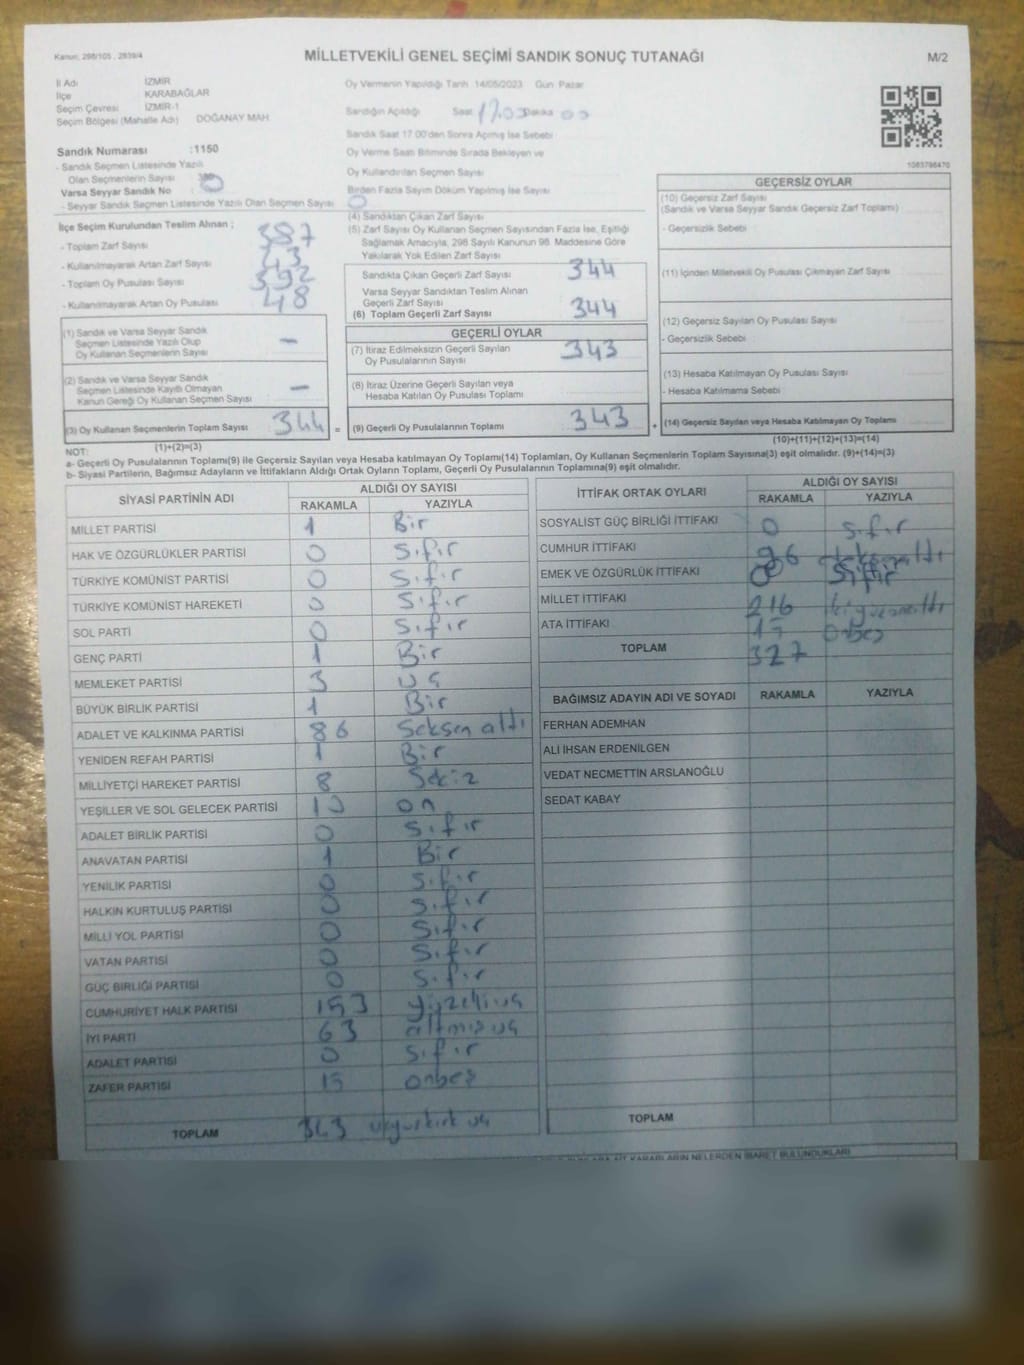 Kanun: 298/105 , 2839/4
MİLLETVEKİLİ GENEL SEÇİMİ SANDIK SONUÇ TUTANAĞI
M/2
İl Adı İZMİR
İlçe KARABAĞLAR
Seçim Çevresi İZMİR-1
Seçim Bölgesi (Mahalle Adı) DOĞANAY MAH.
Oy Vermenin Yapıldığı Tarih 14/05/2023 Gün Pazar
Sandığın Açıldığı Saat 17.00 Dakika 00
Sandık Saat 17.00'den Sonra Açmış İse Sebebi
Oy Verme Saati Bitiminde Sırada Bekleyen ve
Oy Kullandırılan Seçmen Sayısı
Birden Fazla Sayım Döküm Yapılmış İse Sayısı
1083798470
Sandık Numarası :1150
- Sandık Seçmen Listesinde Yazılı
Olan Seçmenlerin Sayısı
Varsa Seyyar Sandık No 0
- Seyyar Sandık Seçmen Listesinde Yazılı Olan Seçmen Sayısı 0
İlçe Seçim Kurulundan Teslim Alınan ;
- Toplam Zarf Sayısı 387
- Kullanılmayarak Artan Zarf Sayısı 43
- Toplam Oy Pusulası Sayısı 392
- Kullanılmayarak Artan Oy Pusulası 48
(1) Sandık ve Varsa Seyyar Sandık
Seçmen Listesinde Yazılı Olup
Oy Kullanan Seçmenlerin Sayısı -
(2) Sandık ve Varsa Seyyar Sandık
Seçmen Listesinde Kayıtlı Olmayan
Kanun Gereği Oy Kullanan Seçmen Sayısı -
(3) Oy Kullanan Seçmenlerin Toplam Sayısı 344 =
(1)+(2)=(3)
(4) Sandıktan Çıkan Zarf Sayısı
(5) Zarf Sayısı Oy Kullanan Seçmen Sayısından Fazla İse, Eşitliği
Sağlamak Amacıyla, 298 Sayılı Kanunun 98. Maddesine Göre
Yakılarak Yok Edilen Zarf Sayısı
Sandıkta Çıkan Geçerli Zarf Sayısı 344
Varsa Seyyar Sandıktan Teslim Alınan
Geçerli Zarf Sayısı
(6) Toplam Geçerli Zarf Sayısı 344
GEÇERLİ OYLAR
(7) İtiraz Edilmeksizin Geçerli Sayılan
Oy Pusulalarının Sayısı 343
(8) İtiraz Üzerine Geçerli Sayılan veya
Hesaba Katılan Oy Pusulası Toplamı
(9) Geçerli Oy Pusulalarının Toplamı 343 +
GEÇERSİZ OYLAR
(10) Geçersiz Zarf Sayısı
(Sandık ve Varsa Seyyar Sandık Geçersiz Zarf Toplamı)
- Geçersizlik Sebebi
(11) İçinden Milletvekili Oy Pusulası Çıkmayan Zarf Sayısı
(12) Geçersiz Sayılan Oy Pusulası Sayısı
- Geçersizlik Sebebi
(13) Hesaba Katılmayan Oy Pusulası Sayısı
- Hesaba Katılmama Sebebi
(14) Geçersiz Sayılan veya Hesaba Katılmayan Oy Toplamı
(10)+(11)+(12)+(13)=(14)
NOT:
a- Geçerli Oy Pusulalarının Toplamı(9) ile Geçersiz Sayılan veya Hesaba katılmayan Oy Toplamı(14) Toplamları, Oy Kullanan Seçmenlerin Toplam Sayısına(3) eşit olmalıdır. (9)+(14)=(3)
b- Siyasi Partilerin, Bağımsız Adayların ve İttifakların Aldığı Ortak Oyların Toplamı, Geçerli Oy Pusulalarının Toplamına(9) eşit olmalıdır.
SİYASİ PARTİNİN ADI ALDIĞI OY SAYISI
RAKAMLA YAZIYLA
MİLLET PARTİSİ 1 Bir
HAK VE ÖZGÜRLÜKLER PARTİSİ 0 Sıfır
TÜRKİYE KOMÜNİST PARTİSİ 0 Sıfır
TÜRKİYE KOMÜNİST HAREKETİ 0 Sıfır
SOL PARTİ 0 Sıfır
GENÇ PARTİ 1 Bir
MEMLEKET PARTİSİ 3 üç
BÜYÜK BİRLİK PARTİSİ 1 Bir
ADALET VE KALKINMA PARTİSİ 86 Seksen altı
YENİDEN REFAH PARTİSİ 1 Bir
MİLLİYETÇİ HAREKET PARTİSİ 8 Sekiz
YEŞİLLER VE SOL GELECEK PARTİSİ 10 on
ADALET BİRLİK PARTİSİ 0 Sıfır
ANAVATAN PARTİSİ 1 Bir
YENİLİK PARTİSİ 0 Sıfır
HALKIN KURTULUŞ PARTİSİ 0 Sıfır
MİLLİ YOL PARTİSİ 0 Sıfır
VATAN PARTİSİ 0 Sıfır
GÜÇ BİRLİĞİ PARTİSİ 0 Sıfır
CUMHURİYET HALK PARTİSİ 153 yüzelli üç
İYİ PARTİ 63 altmış üç
ADALET PARTİSİ 0 Sıfır
ZAFER PARTİSİ 15 onbeş
TOPLAM 343 üçyüzkırk üç
İTTİFAK ORTAK OYLARI ALDIĞI OY SAYISI
RAKAMLA YAZIYLA
SOSYALİST GÜÇ BİRLİĞİ İTTİFAKI 0 Sıfır
CUMHUR İTTİFAKI 96
EMEK VE ÖZGÜRLÜK İTTİFAKI Sıfır
MİLLET İTTİFAKI 216 ikiyüzonaltı
ATA İTTİFAKI 15 onbeş
TOPLAM 327
BAĞIMSIZ ADAYIN ADI VE SOYADI RAKAMLA YAZIYLA
FERHAN ADEMHAN
ALİ İHSAN ERDENİLGEN
VEDAT NECMETTİN ARSLANOĞLU
SEDAT KABAY
TOPLAM
KARARLARIN NELERDEN İBARET BULUNDUKLARI